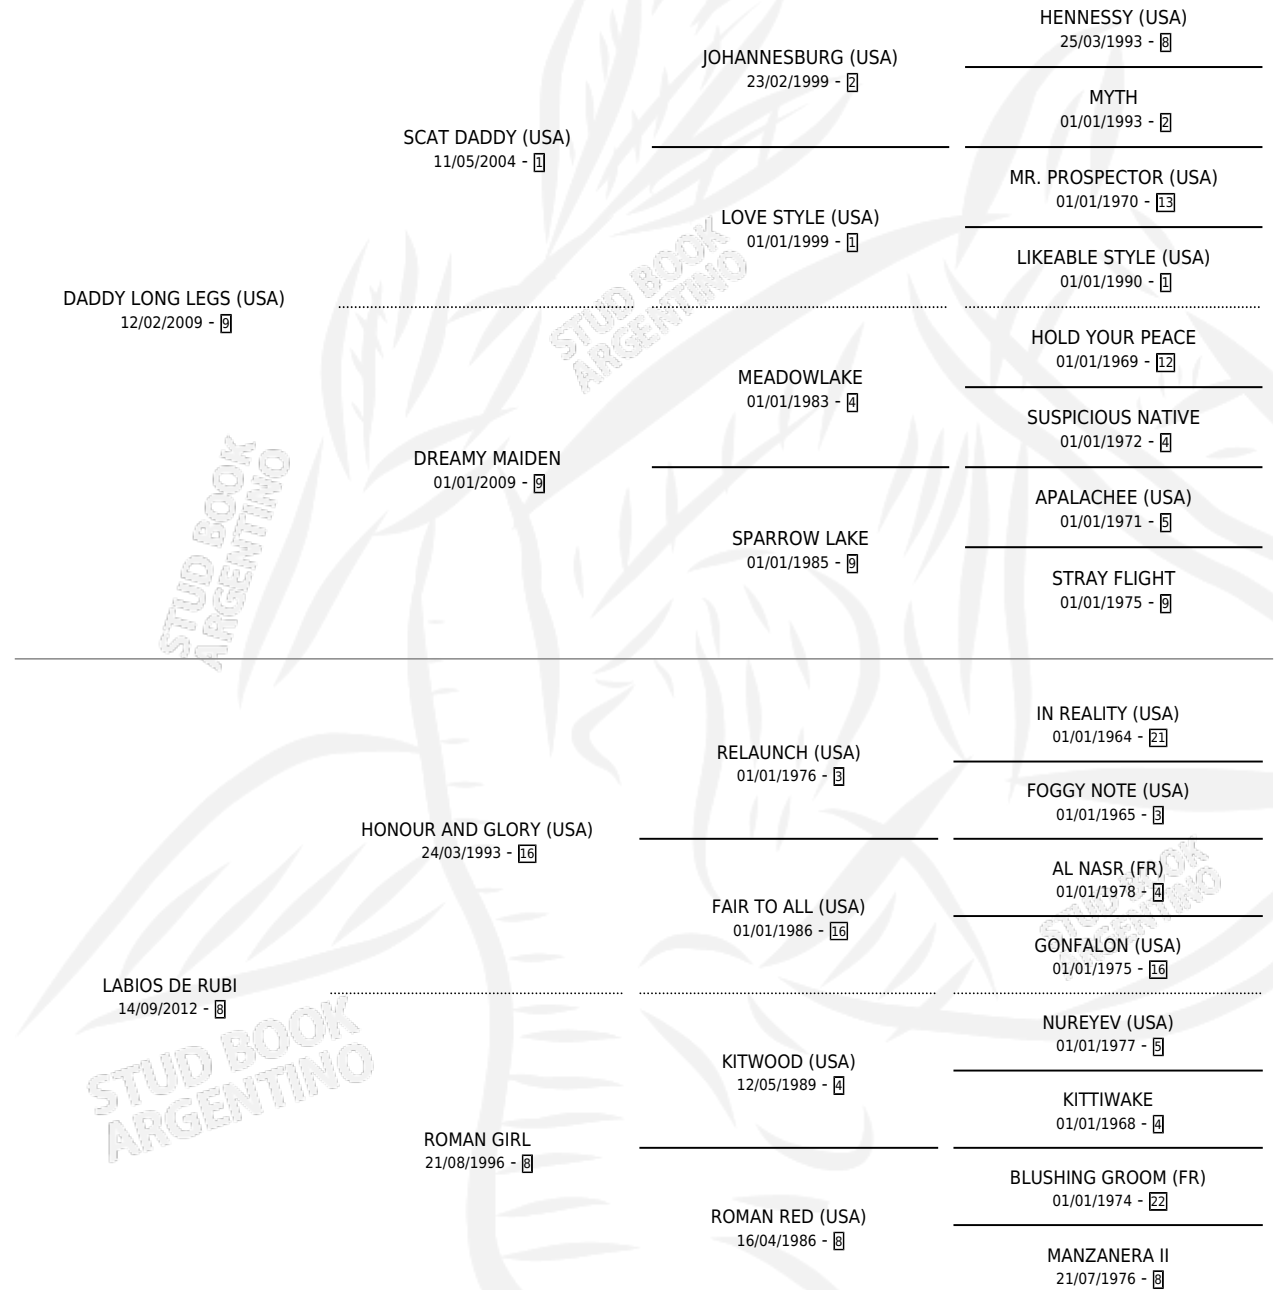 HENNESSY (USA)
25/03/1993 - 8
JOHANNESBURG (USA)
23/02/1999 - 2
MYTH
01/01/1993 - 2
SCAT DADDY (USA)
11/05/2004 - 1
MR. PROSPECTOR (USA)
01/01/1970 - 13
LOVE STYLE (USA)
01/01/1999 - 1
LIKEABLE STYLE (USA)
01/01/1990 - 1
DADDY LONG LEGS (USA)
12/02/2009 - 9
STUD BOOK
ARGENTINO
HOLD YOUR PEACE
01/01/1969 - 12
MEADOWLAKE
01/01/1983 - 4
SUSPICIOUS NATIVE
01/01/1972 - 4
DREAMY MAIDEN
01/01/2009 - 9
APALACHEE (USA)
01/01/1971 - 5
SPARROW LAKE
01/01/1985 - 9
STRAY FLIGHT
01/01/1975 - 9
STUD BOOK
ARGENTINO
IN REALITY (USA)
01/01/1964 - 21
RELAUNCH (USA)
01/01/1976 - 3
FOGGY NOTE (USA)
01/01/1965 - 3
HONOUR AND GLORY (USA)
24/03/1993 - 16
AL NASR (FR)
01/01/1978 - 4
FAIR TO ALL (USA)
01/01/1986 - 16
GONFALON (USA)
01/01/1975 - 16
STUD BOOK
ARGENTINO
LABIOS DE RUBI
14/09/2012 - 8
NUREYEV (USA)
01/01/1977 - 5
KITWOOD (USA)
12/05/1989 - 4
KITTIWAKE
01/01/1968 - 4
STUD BOOK
ARGENTINO
ROMAN GIRL
21/08/1996 - 8
BLUSHING GROOM (FR)
01/01/1974 - 22
ROMAN RED (USA)
16/04/1986 - 8
MANZANERA II
21/07/1976 - 8